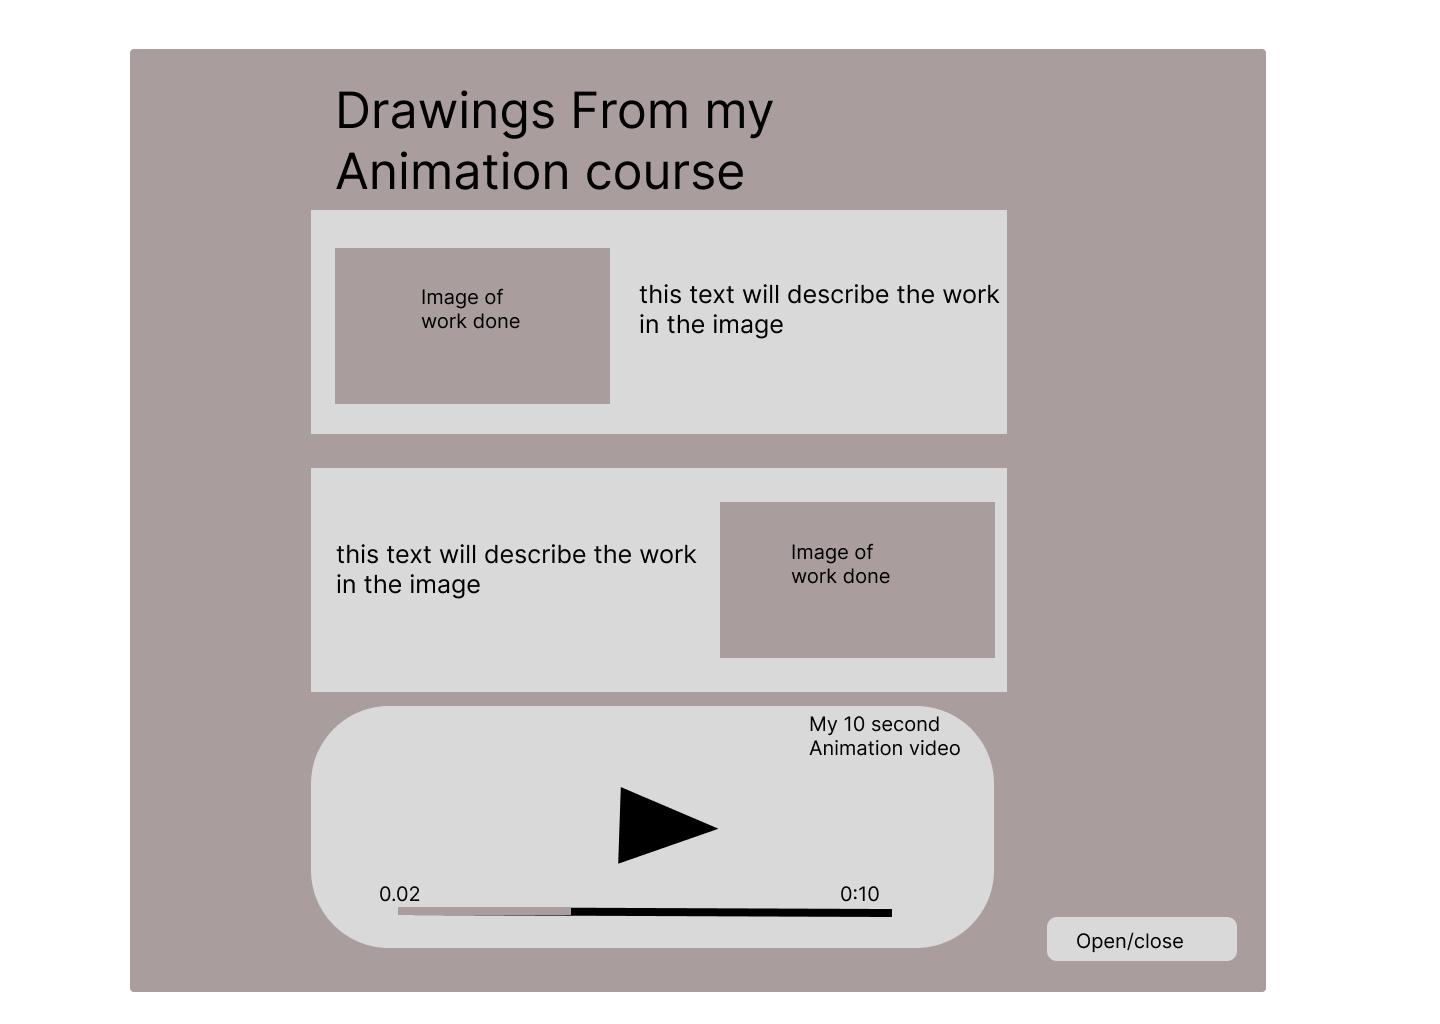 Drawings From my
Animation course
Image of
work done
this text will describe the work
in the image
this text will describe the work
in the image
Image of
work done
My 10 second
Animation video
0.02
0:10
Open/close